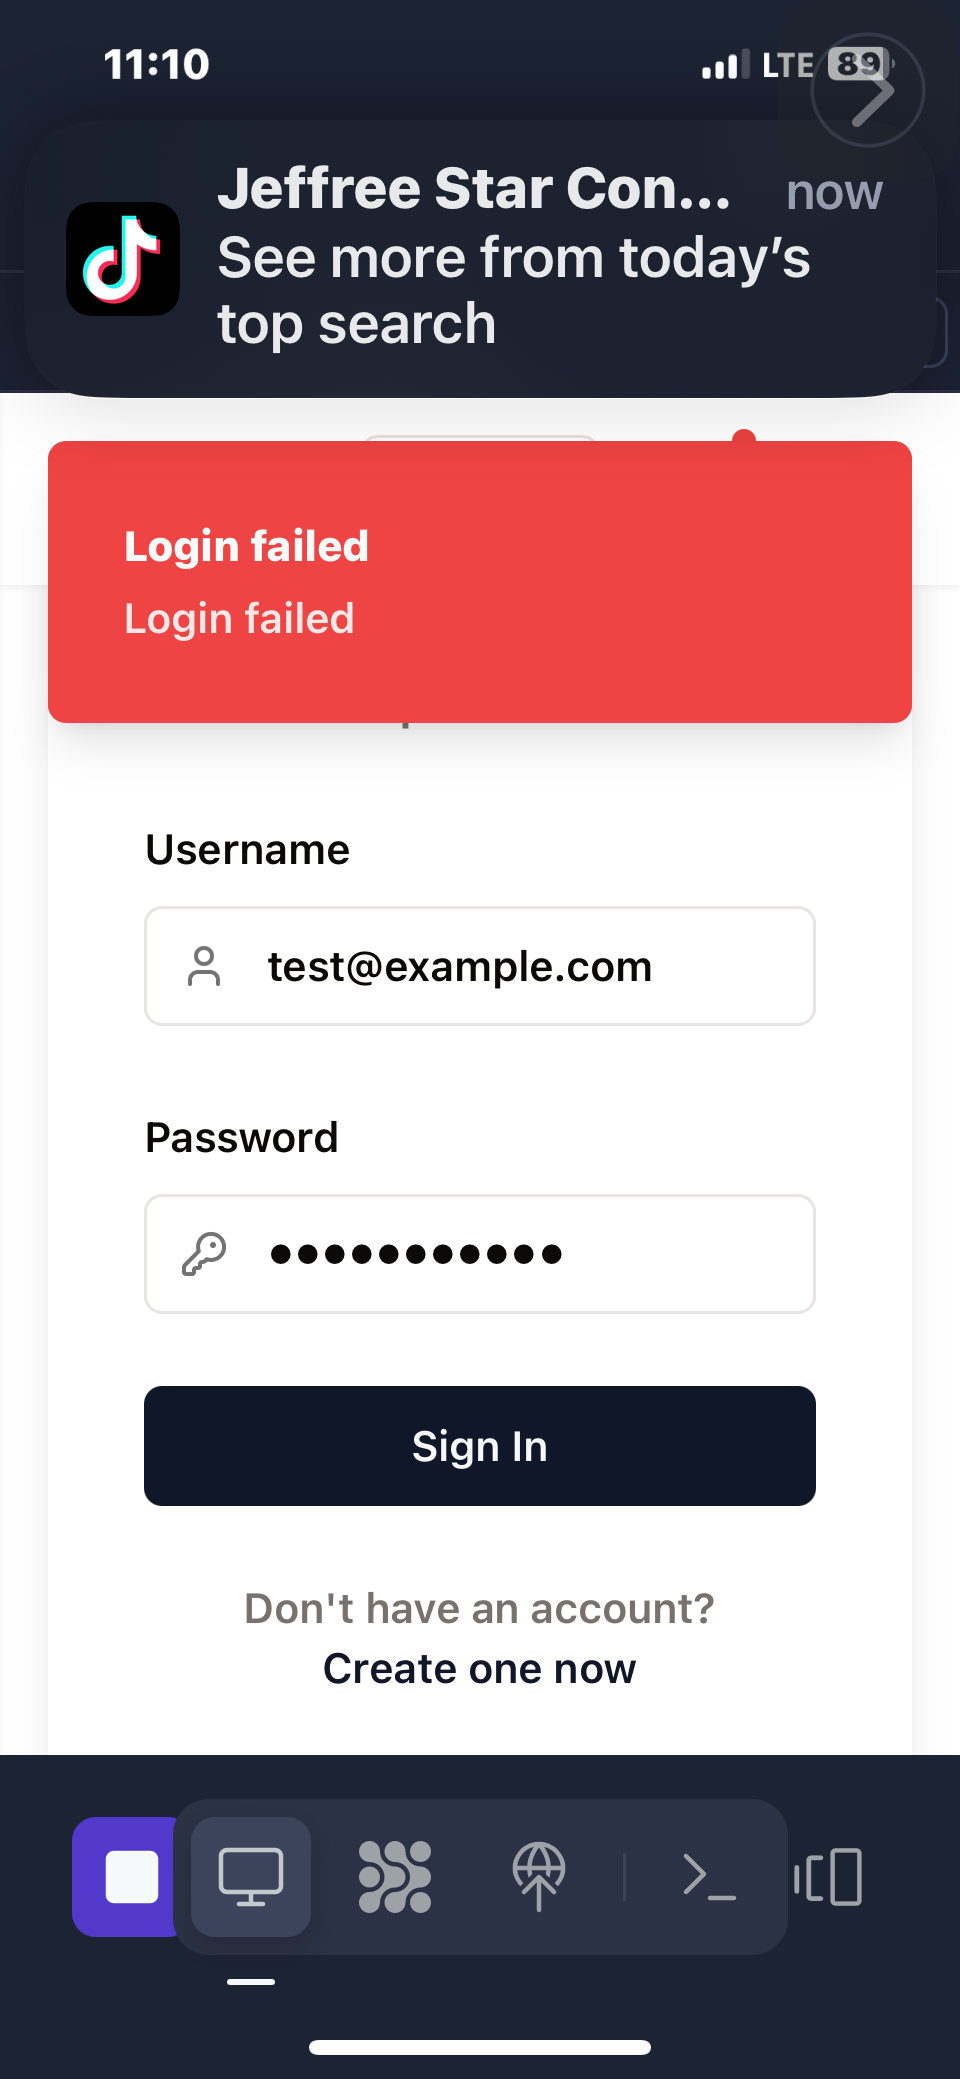 11:10
LTE
89
Jeffree Star Con...
now
See more from today's
top search
Login failed
Login failed
Username
test@example.com
Password
Sign In
Don't have an account?
Create one now